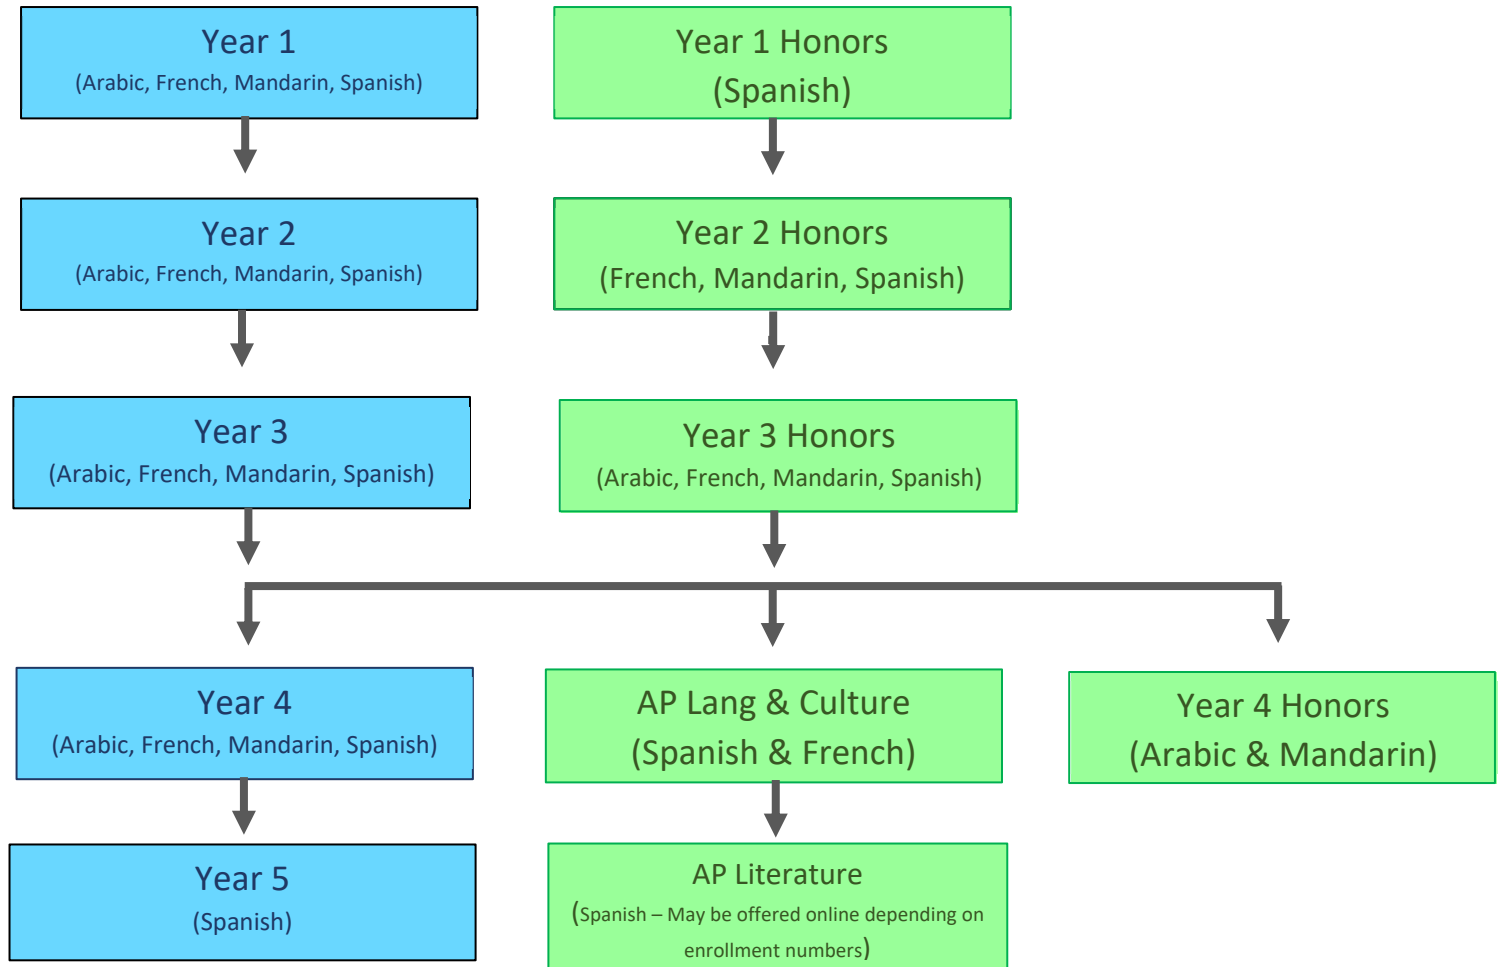 Year 1
(Arabic, French, Mandarin, Spanish)
Year 1 Honors
(Spanish)
Year 2
(Arabic, French, Mandarin, Spanish)
Year 2 Honors
(French, Mandarin, Spanish)
Year 3
(Arabic, French, Mandarin, Spanish)
Year 3 Honors
(Arabic, French, Mandarin, Spanish)
Year 4
(Arabic, French, Mandarin, Spanish)
AP Lang & Culture
(Spanish & French)
Year 4 Honors
(Arabic & Mandarin)
Year 5
(Spanish)
AP Literature
(Spanish – May be offered online depending on
enrollment numbers)